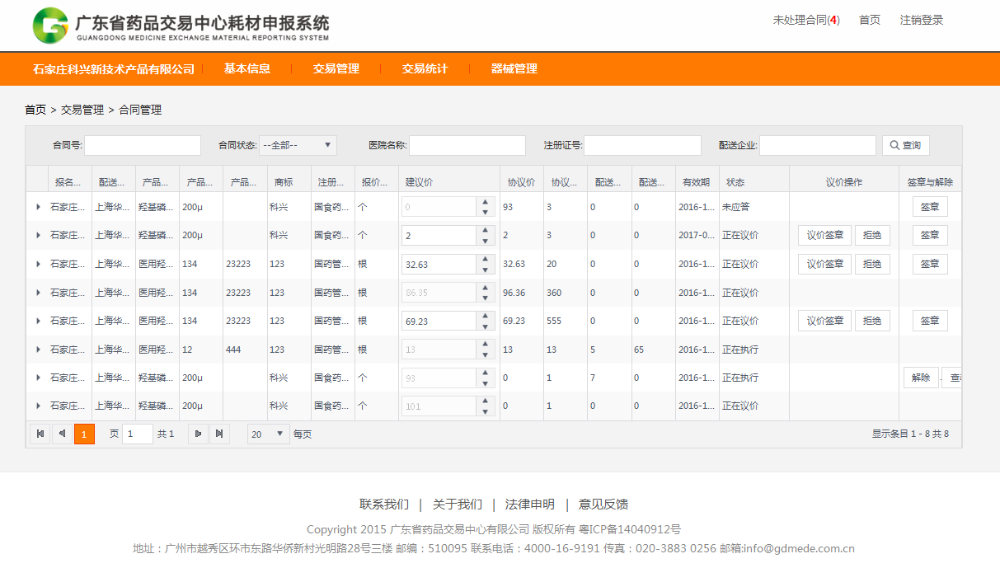 广东省药品交易中心耗材申报系统
GUANGDONG MEDICINE EXCHANGE MATERIAL REPORTING SYSTEM
未处理合同(4) 首页 注销登录
石家庄科兴新技术产品有限公司 基本信息 交易管理 交易统计 器械管理
首页 > 交易管理 > 合同管理
合同号: 合同状态: --全部-- 医院名称: 注册证号: 配送企业: 查询
报名... 配送... 产品... 产品... 产品... 商标 注册... 报价... 建议价 协议价 协议... 配送... 配送... 有效期 状态 议价操作 签章与解除
石家庄... 上海华... 羟基磷... 200μ 科兴 国食药... 个 0 93 3 0 0 2016-1... 未应答 签章
石家庄... 上海华... 羟基磷... 200μ 科兴 国食药... 个 2 2 3 0 0 2017-0... 正在议价 议价签章 拒绝 签章
石家庄... 上海华... 医用羟... 134 23223 123 国药管... 根 32.63 32.63 20 0 0 2016-1... 正在议价 议价签章 拒绝 签章
石家庄... 上海华... 医用羟... 134 23223 123 国药管... 根 86.35 96.36 360 0 0 2016-1... 正在议价
石家庄... 上海华... 医用羟... 134 23223 123 国药管... 根 69.23 69.23 555 0 0 2016-1... 正在议价 议价签章 拒绝 签章
石家庄... 上海华... 医用羟... 12 444 123 国药管... 根 13 13 13 5 65 2016-1... 正在执行
石家庄... 上海华... 羟基磷... 200μ 科兴 国食药... 个 93 0 1 7 0 2016-1... 正在执行 解除
石家庄... 上海华... 羟基磷... 200μ 科兴 国食药... 个 101 0 1 0 0 2016-1... 正在议价
1 页 1 共 1 20 每页 显示条目 1 - 8 共 8
联系我们 | 关于我们 | 法律申明 | 意见反馈
Copyright 2015 广东省药品交易中心有限公司 版权所有 粤ICP备14040912号
地址：广州市越秀区环市东路华侨新村光明路28号三楼 邮编：510095 联系电话：4000-16-9191 传真：020-3883 0256 邮箱:info@gdmede.com.cn